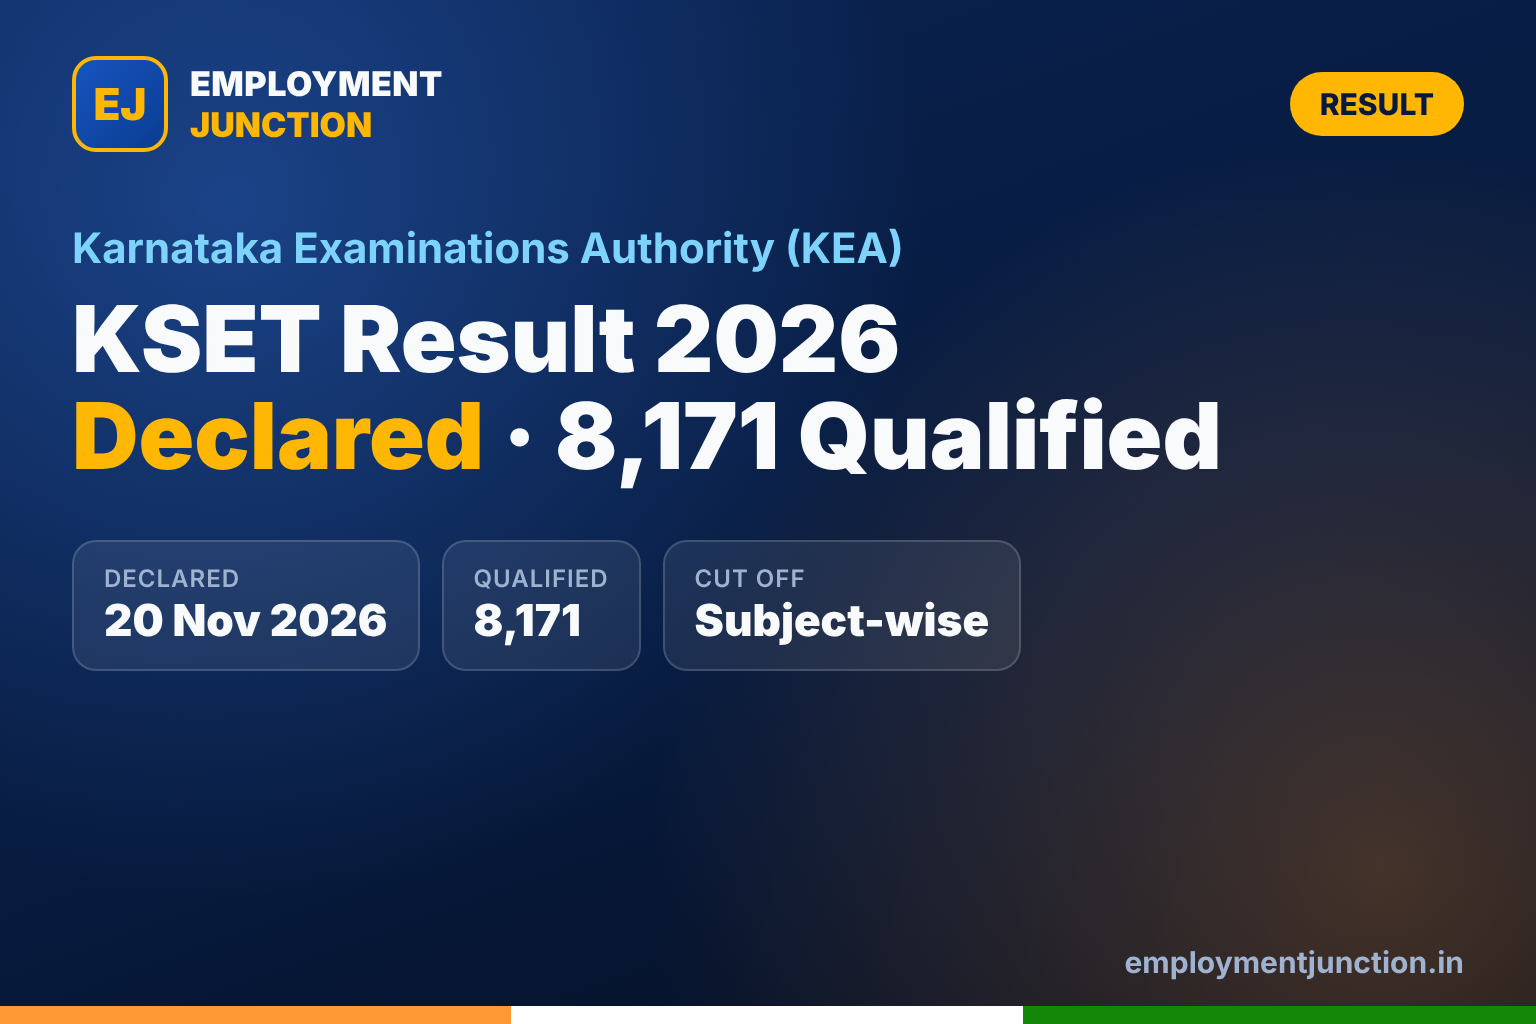 EJ
EMPLOYMENT
JUNCTION
RESULT
Karnataka Examinations Authority (KEA)
KSET Result 2026
Declared · 8,171 Qualified
DECLARED
20 Nov 2026
QUALIFIED
8,171
CUT OFF
Subject-wise
employmentjunction.in